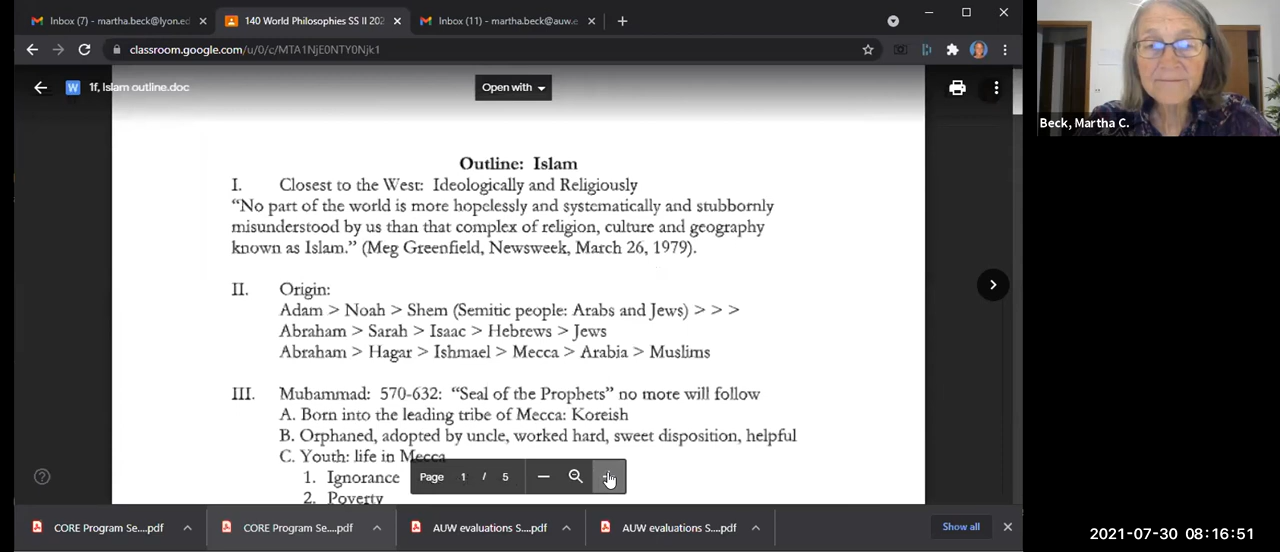 Inbox (7) - martha.beck@lyon.ed
140 World Philosophies SS II 202
Inbox (11) - martha.beck@auw.e
classroom.google.com/u/0/c/MTA1NjE0NTY0Njk1
1f, Islam outline.doc
Open with
Beck, Martha C.
Outline: Islam
I. Closest to the West: Ideologically and Religiously
“No part of the world is more hopelessly and systematically and stubbornly
misunderstood by us than that complex of religion, culture and geography
known as Islam.” (Meg Greenfield, Newsweek, March 26, 1979).
II. Origin:
Adam > Noah > Shem (Semitic people: Arabs and Jews) > > >
Abraham > Sarah > Isaac > Hebrews > Jews
Abraham > Hagar > Ishmael > Mecca > Arabia > Muslims
III. Muhammad: 570-632: “Seal of the Prophets” no more will follow
A. Born into the leading tribe of Mecca: Koreish
B. Orphaned, adopted by uncle, worked hard, sweet disposition, helpful
C. Youth: life in Mecca
1. Ignorance
2. Poverty
Page 1 / 5
CORE Program Se....pdf
CORE Program Se....pdf
AUW evaluations S....pdf
AUW evaluations S....pdf
Show all
2021-07-30 08:16:51